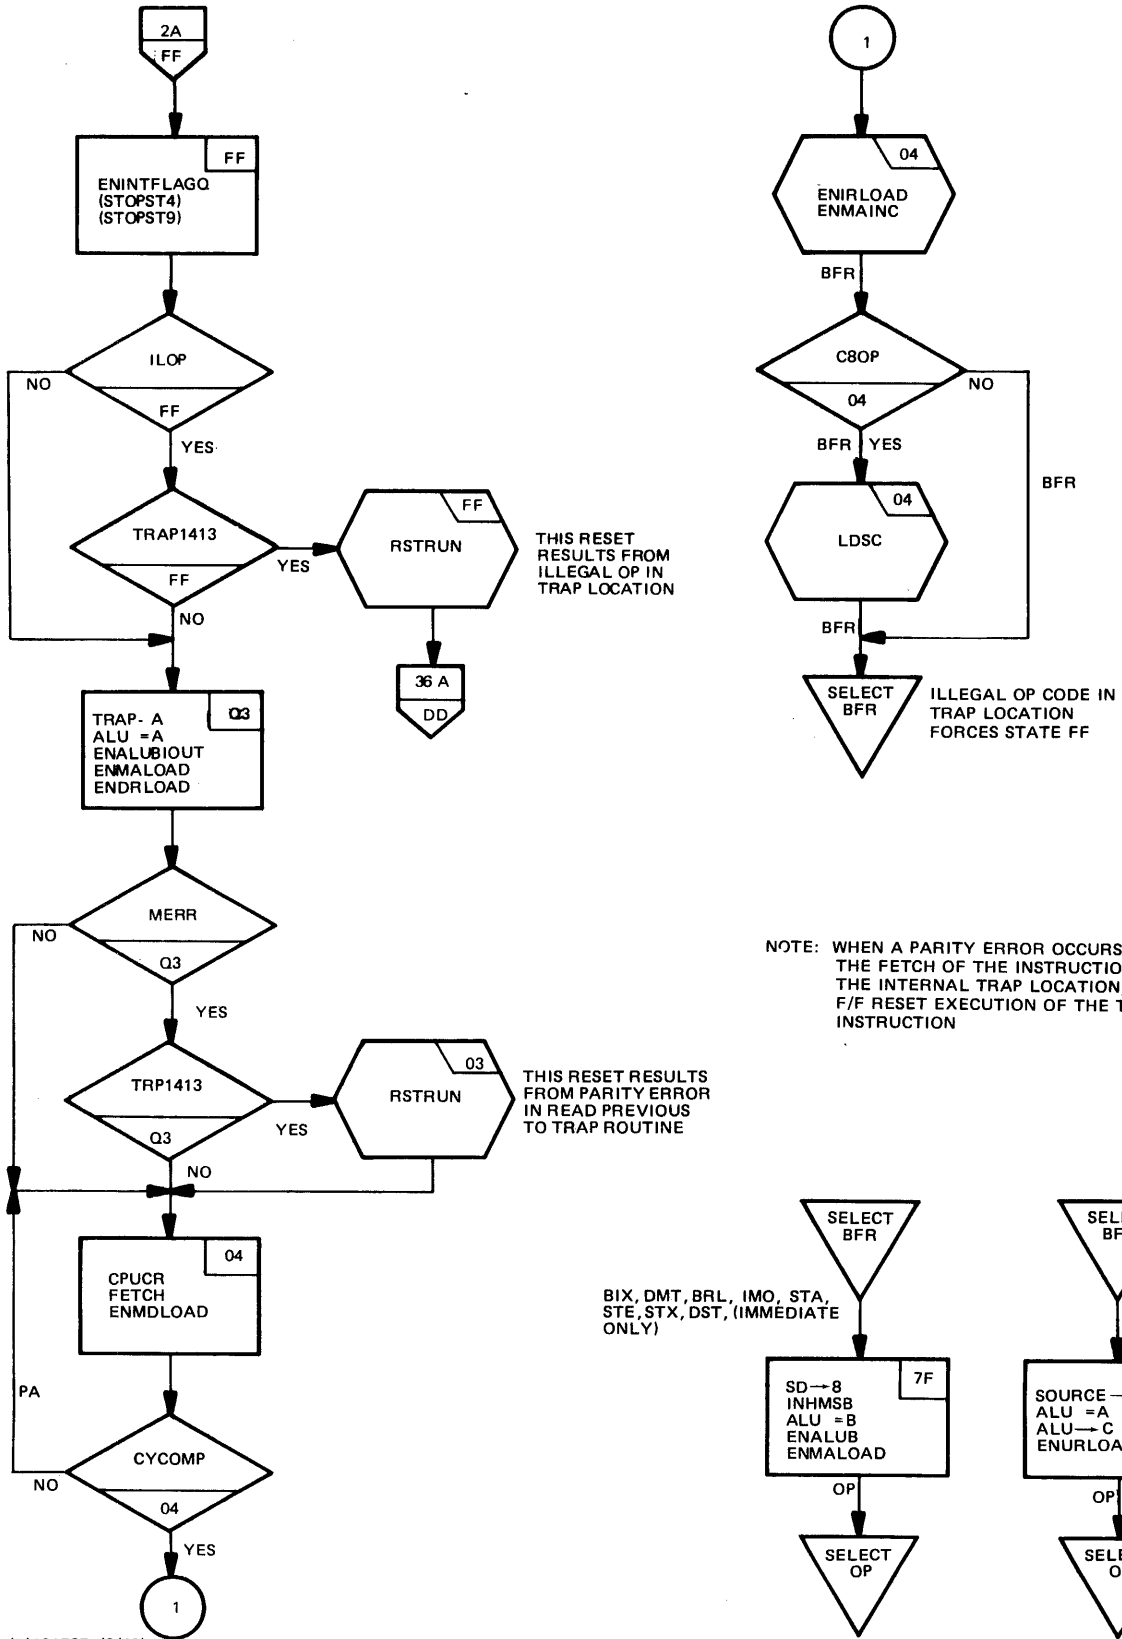 2A
FF
FF
ENINTFLAGQ
(STOPST4)
(STOPST9)
ILOP
NO
FF
YES
TRAP1413
FF
YES
NO
FF
RSTRUN
THIS RESET
RESULTS FROM
ILLEGAL OP IN
TRAP LOCATION
36 A
DD
TRAP- A
ALU =A
ENALUBIOUT
ENMALOAD
ENDRLOAD
MERR
NO
Q3
YES
TRP1413
Q3
YES
NO
03
RSTRUN
THIS RESET RESULTS
FROM PARITY ERROR
IN READ PREVIOUS
TO TRAP ROUTINE
04
CPUCR
FETCH
ENMDLOAD
PA
CYCOMP
NO
04
YES
1
1
04
ENIRLOAD
ENMAINC
BFR
C8OP
NO
04
BFR YES
BFR
04
LDSC
BFR
SELECT
BFR
ILLEGAL OP CODE IN
TRAP LOCATION
FORCES STATE FF
NOTE: WHEN A PARITY ERROR OCCURS
THE FETCH OF THE INSTRUCTIO
THE INTERNAL TRAP LOCATION
F/F RESET EXECUTION OF THE T
INSTRUCTION
SELECT
BFR
BIX, DMT, BRL, IMO, STA,
STE, STX, DST, (IMMEDIATE
ONLY)
7F
SD→8
INHMSB
ALU =B
ENALUB
ENMALOAD
OP
SELECT
OP
SOURCE—
ALU =A
ALU→C
ENURLOA
OP